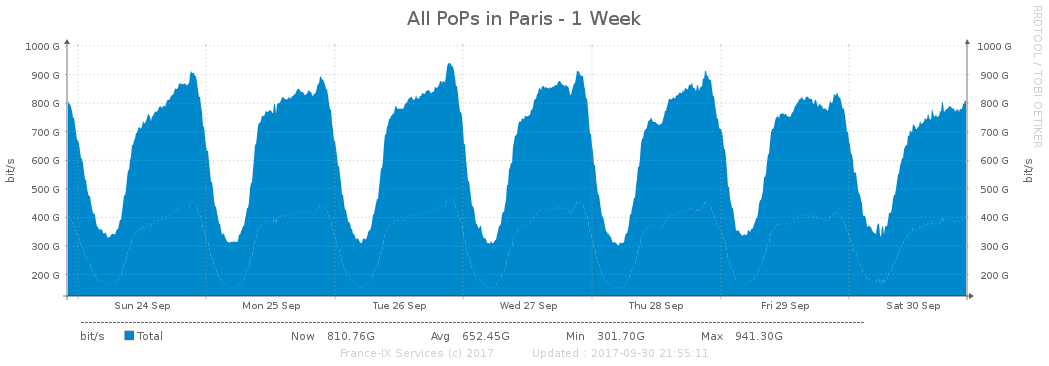 All PoPs in Paris - 1 Week
RRDTOOL / TOBI OETIKER
1000 G 1000 G
900 G 900 G
800 G 800 G
700 G 700 G
600 G 600 G
500 G 500 G
400 G 400 G
300 G 300 G
200 G 200 G
bit/s bit/s
Sun 24 Sep Mon 25 Sep Tue 26 Sep Wed 27 Sep Thu 28 Sep Fri 29 Sep Sat 30 Sep
bit/s Total Now 810.76G Avg 652.45G Min 301.70G Max 941.30G
France-IX Services (c) 2017 Updated : 2017-09-30 21:55:11